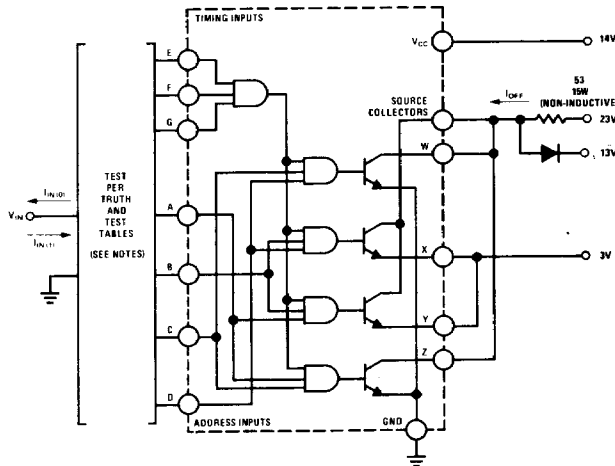 TIMING INPUTS
E
F
G
VCC
14V
SOURCE
COLLECTORS
IOFF
53
15W
(NON-INDUCTIVE)
23V
13V
W
TEST
PER
TRUTH
AND
TEST
TABLES
(SEE NOTES)
IIN(0)
VIN
IIN(1)
A
X
3V
B
Y
C
Z
D
ADDRESS INPUTS
GND